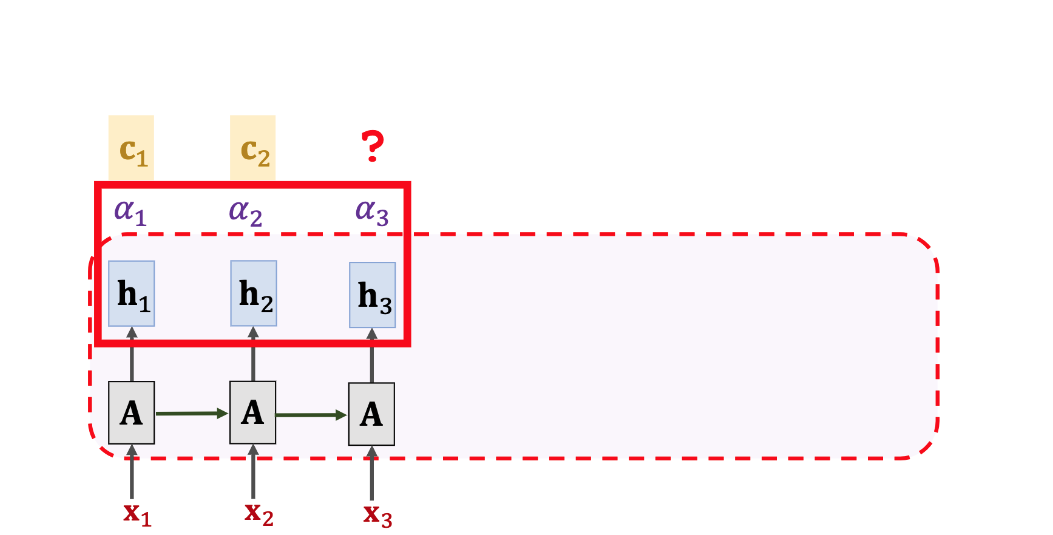 c₁ c₂ ?
α₁ α₂ α₃
h₁ h₂ h₃
A A A
x₁ x₂ x₃